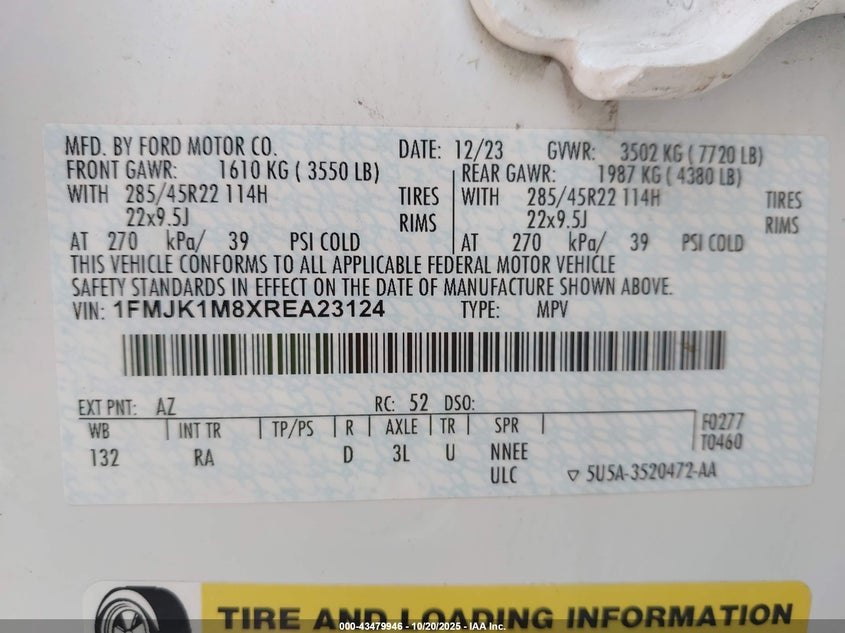 MFD. BY FORD MOTOR CO. DATE: 12/23 GVWR: 3502 KG ( 7720 LB)
FRONT GAWR: 1610 KG ( 3550 LB) REAR GAWR: 1987 KG ( 4380 LB)
WITH 285/45R22 114H TIRES WITH 285/45R22 114H TIRES
22x9.5J RIMS 22x9.5J RIMS
AT 270 kPa/ 39 PSI COLD AT 270 kPa/ 39 PSI COLD
THIS VEHICLE CONFORMS TO ALL APPLICABLE FEDERAL MOTOR VEHICLE
SAFETY STANDARDS IN EFFECT ON THE DATE OF MANUFACTURE SHOWN ABOVE.
VIN: 1FMJK1M8XREA23124 TYPE: MPV
EXT PNT: AZ RC: 52 DSO:
WB INT TR TP/PS R AXLE TR SPR F0277
132 RA D 3L U NNEE T0460
ULC ▽ 5U5A-3520472-AA
TIRE AND LOADING INFORMATION
000-43479946 - 10/20/2025 - IAA Inc.